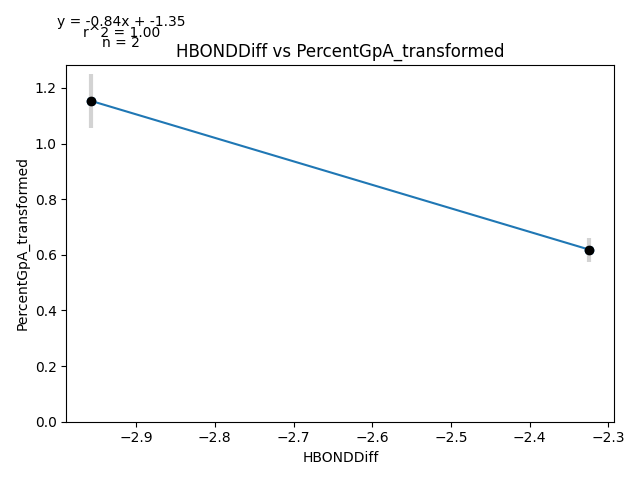 y = -0.84x + -1.35
r^2 = 1.00
n = 2
HBONDDiff vs PercentGpA_transformed
PercentGpA_transformed
1.2
1.0
0.8
0.6
0.4
0.2
0.0
−2.9 −2.8 −2.7 −2.6 −2.5 −2.4 −2.3
HBONDDiff